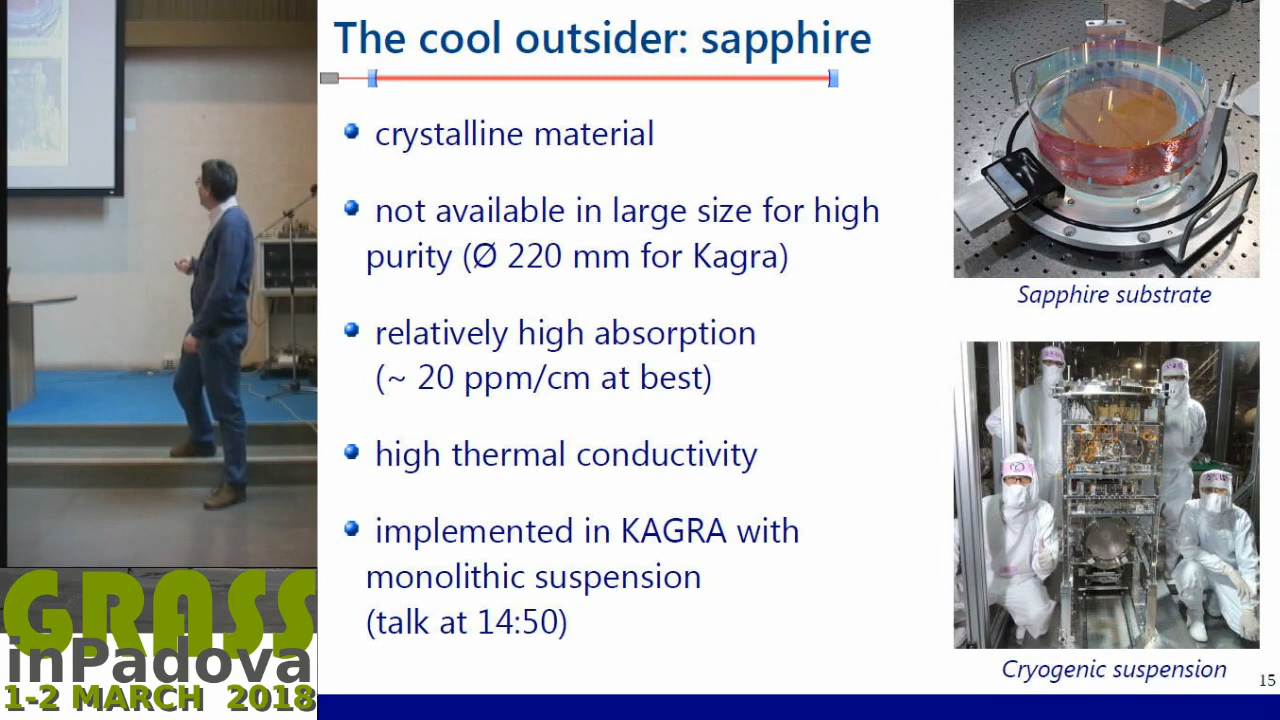 The cool outsider: sapphire
crystalline material
not available in large size for high
purity (Ø 220 mm for Kagra)
relatively high absorption
(~ 20 ppm/cm at best)
high thermal conductivity
implemented in KAGRA with
monolithic suspension
(talk at 14:50)
Sapphire substrate
Cryogenic suspension
15
GRASS
inPadova
1-2 MARCH 2018